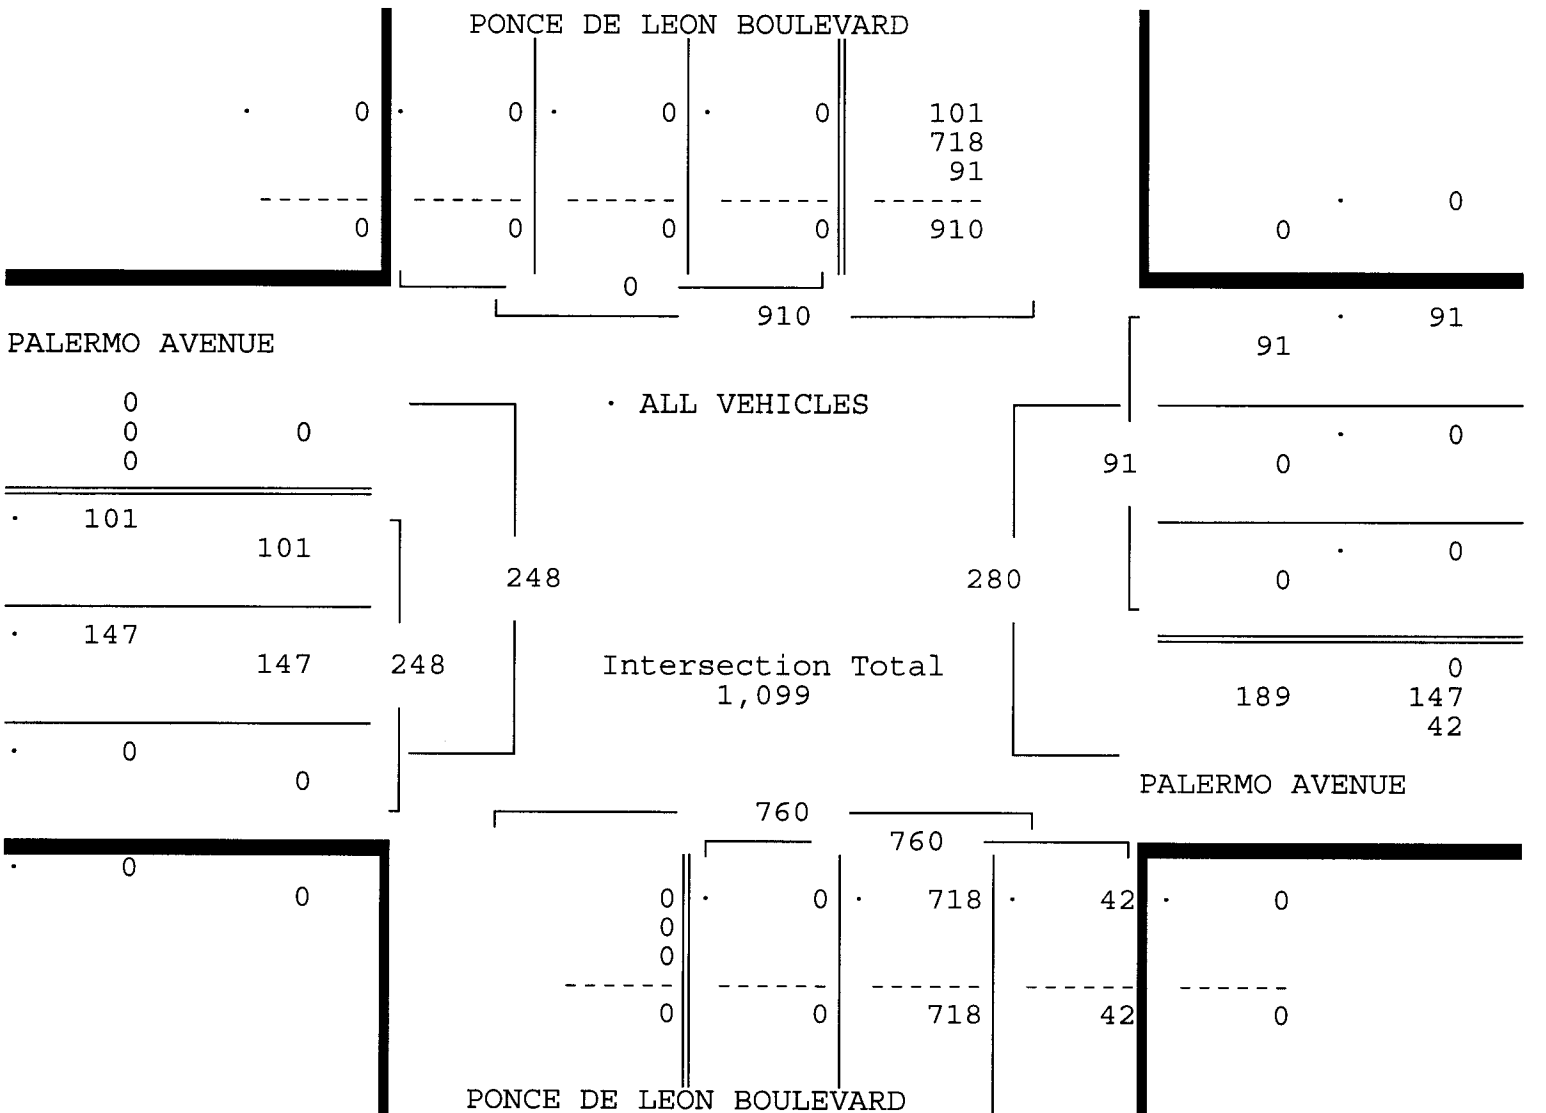 PONCE DE LEON BOULEVARD
· 0 · 0 · 0 · 0 101
718
91
------ ------ ------ ------ ------ · 0
0 0 0 0 910 0
0
910 · 91
PALERMO AVENUE 91
0 · ALL VEHICLES
0 0 · 0
0 91 0
· 101
101 · 0
248 280 0
· 147
147 248 Intersection Total 0
1,099 189 147
42
· 0
0 PALERMO AVENUE
760
760
· 0
0 0 · 0 · 718 · 42 · 0
0
0
------ ------ ------ ------ ------
0 0 718 42 0
PONCE DE LEON BOULEVARD